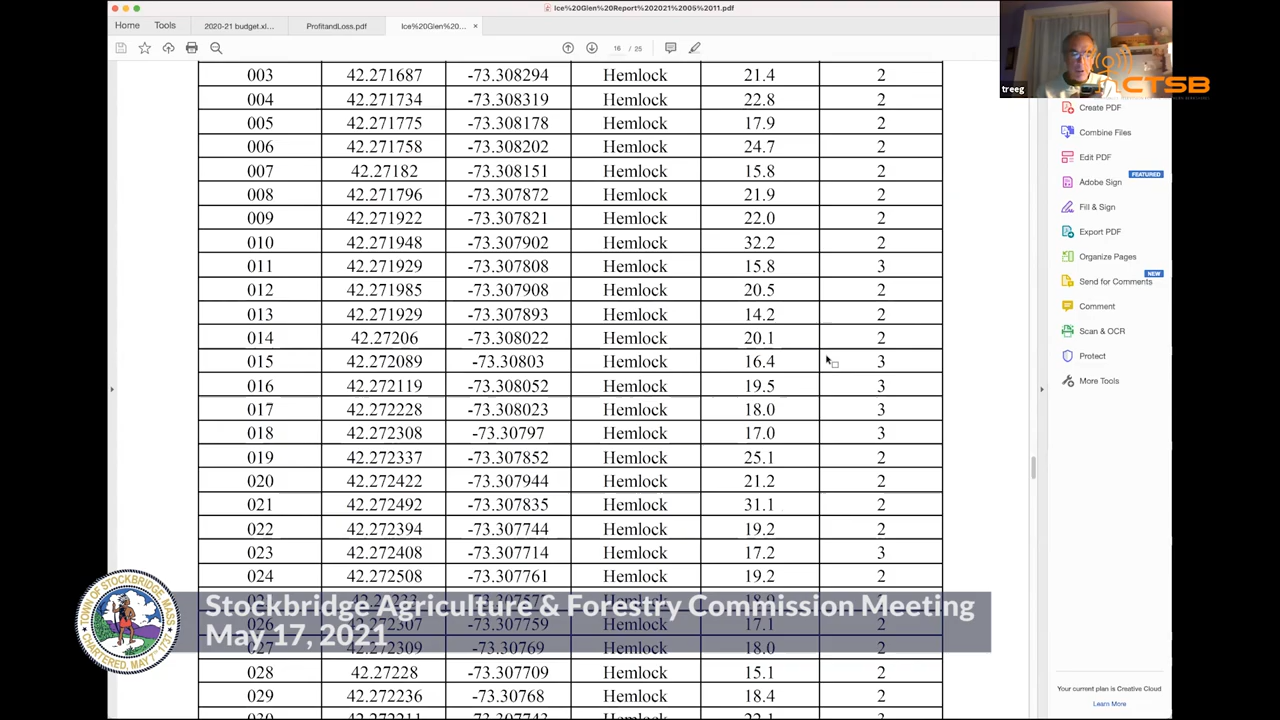 Ice%20Glen%20Report%202021%2005%2011.pdf
Home Tools 2020-21 budget.xl... ProfitandLoss.pdf Ice%20Glen%20... ×
16 / 25
treeg
CTSB
003 42.271687 -73.308294 Hemlock 21.4 2
004 42.271734 -73.308319 Hemlock 22.8 2
005 42.271775 -73.308178 Hemlock 17.9 2
006 42.271758 -73.308202 Hemlock 24.7 2
007 42.27182 -73.308151 Hemlock 15.8 2
008 42.271796 -73.307872 Hemlock 21.9 2
009 42.271922 -73.307821 Hemlock 22.0 2
010 42.271948 -73.307902 Hemlock 32.2 2
011 42.271929 -73.307808 Hemlock 15.8 3
012 42.271985 -73.307908 Hemlock 20.5 2
013 42.271929 -73.307893 Hemlock 14.2 2
014 42.27206 -73.308022 Hemlock 20.1 2
015 42.272089 -73.30803 Hemlock 16.4 3
016 42.272119 -73.308052 Hemlock 19.5 3
017 42.272228 -73.308023 Hemlock 18.0 3
018 42.272308 -73.30797 Hemlock 17.0 3
019 42.272337 -73.307852 Hemlock 25.1 2
020 42.272422 -73.307944 Hemlock 21.2 2
021 42.272492 -73.307835 Hemlock 31.1 2
022 42.272394 -73.307744 Hemlock 19.2 2
023 42.272408 -73.307714 Hemlock 17.2 3
024 42.272508 -73.307761 Hemlock 19.2 2
026 -73.307759 17.1 2
-73.30769 18.0 2
028 42.27228 -73.307709 Hemlock 15.1 2
029 42.272236 -73.30768 Hemlock 18.4 2
Create PDF
Combine Files
Edit PDF
FEATURED
Adobe Sign
Fill & Sign
Export PDF
Organize Pages
NEW
Send for Comments
Comment
Scan & OCR
Protect
More Tools
Your current plan is Creative Cloud
Learn More
Stockbridge Agriculture & Forestry Commission Meeting
May 17, 2021
TOWN OF STOCKBRIDGE, MASS.